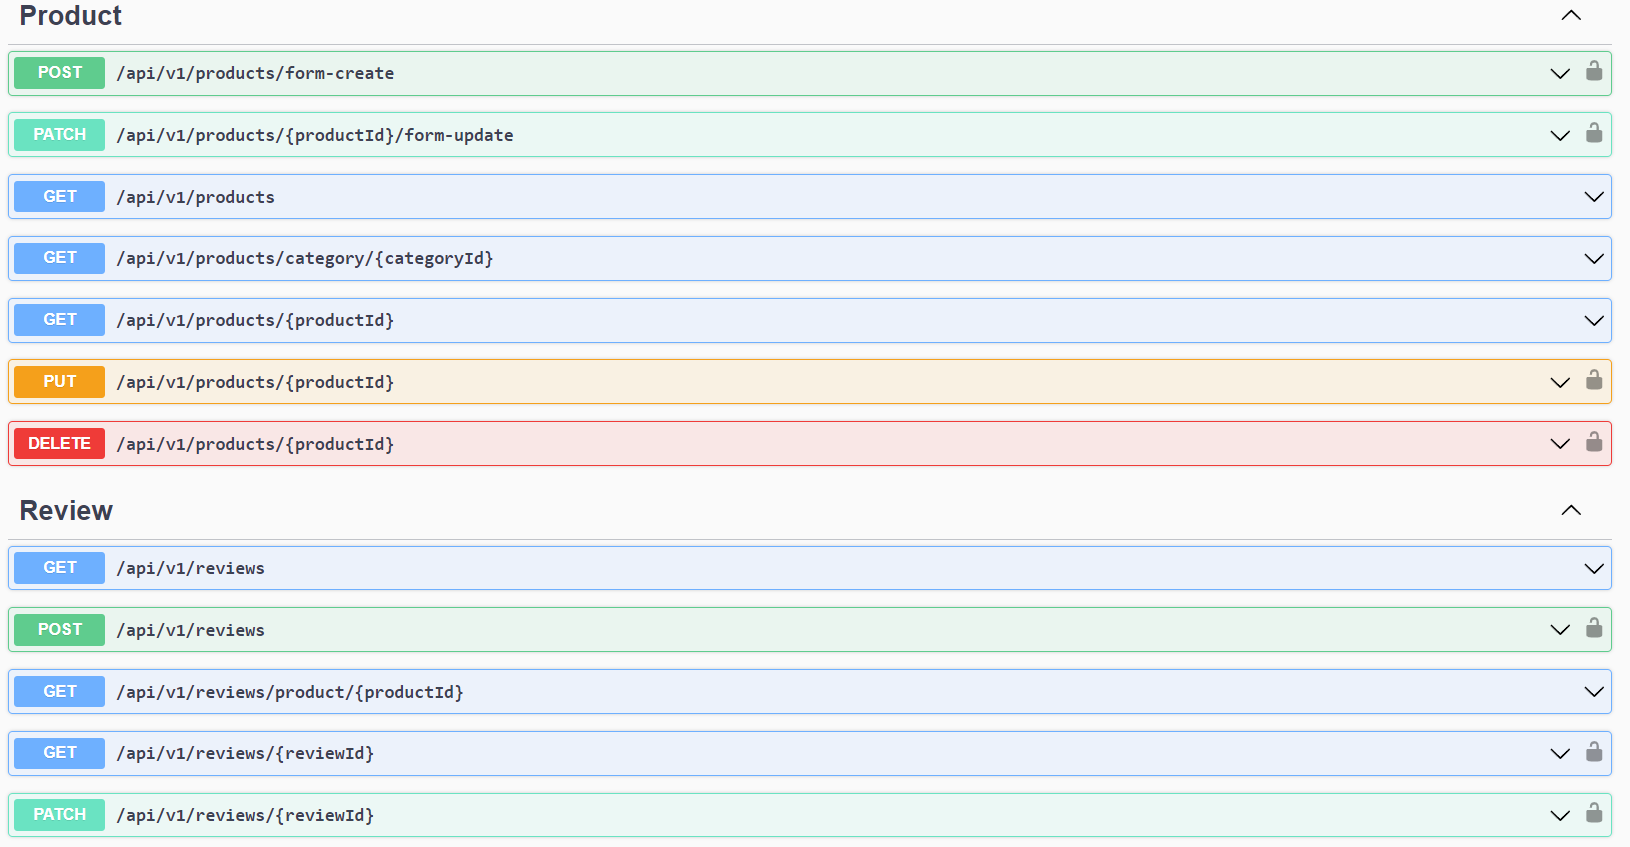 Product
POST /api/v1/products/form-create
PATCH /api/v1/products/{productId}/form-update
GET /api/v1/products
GET /api/v1/products/category/{categoryId}
GET /api/v1/products/{productId}
PUT /api/v1/products/{productId}
DELETE /api/v1/products/{productId}
Review
GET /api/v1/reviews
POST /api/v1/reviews
GET /api/v1/reviews/product/{productId}
GET /api/v1/reviews/{reviewId}
PATCH /api/v1/reviews/{reviewId}